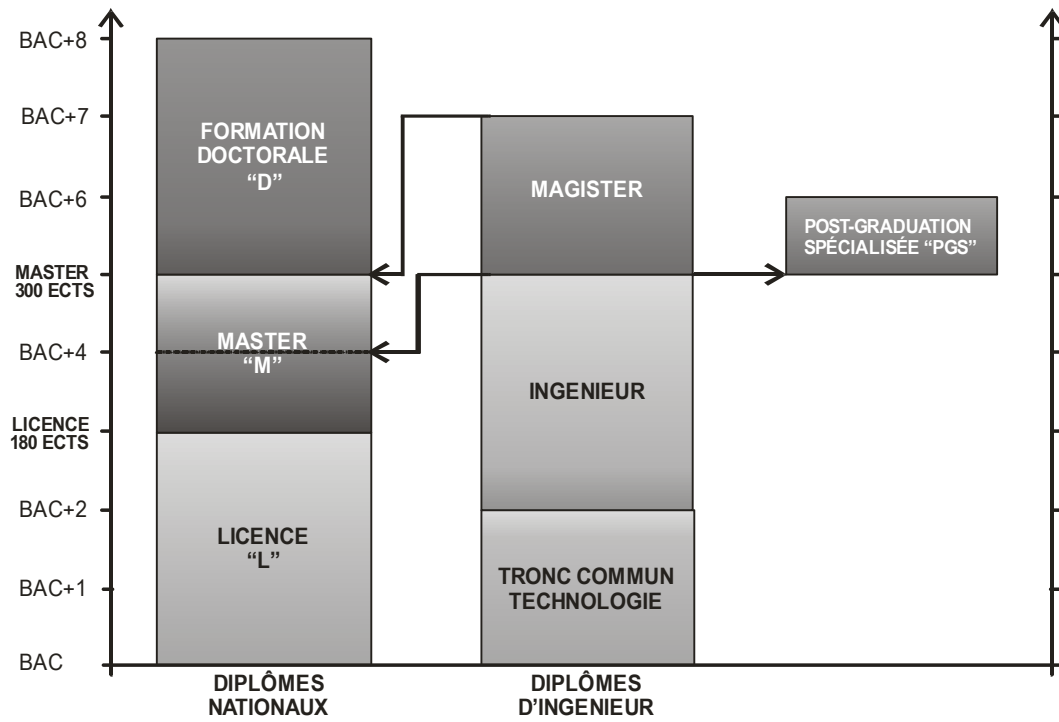 BAC+8
BAC+7
BAC+6
MASTER
300 ECTS
BAC+4
LICENCE
180 ECTS
BAC+2
BAC+1
BAC
FORMATION
DOCTORALE
“D”
MASTER
“M”
LICENCE
“L”
DIPLÔMES
NATIONAUX
MAGISTER
INGENIEUR
TRONC COMMUN
TECHNOLOGIE
DIPLÔMES
D’INGENIEUR
POST-GRADUATION
SPÉCIALISÉE “PGS”